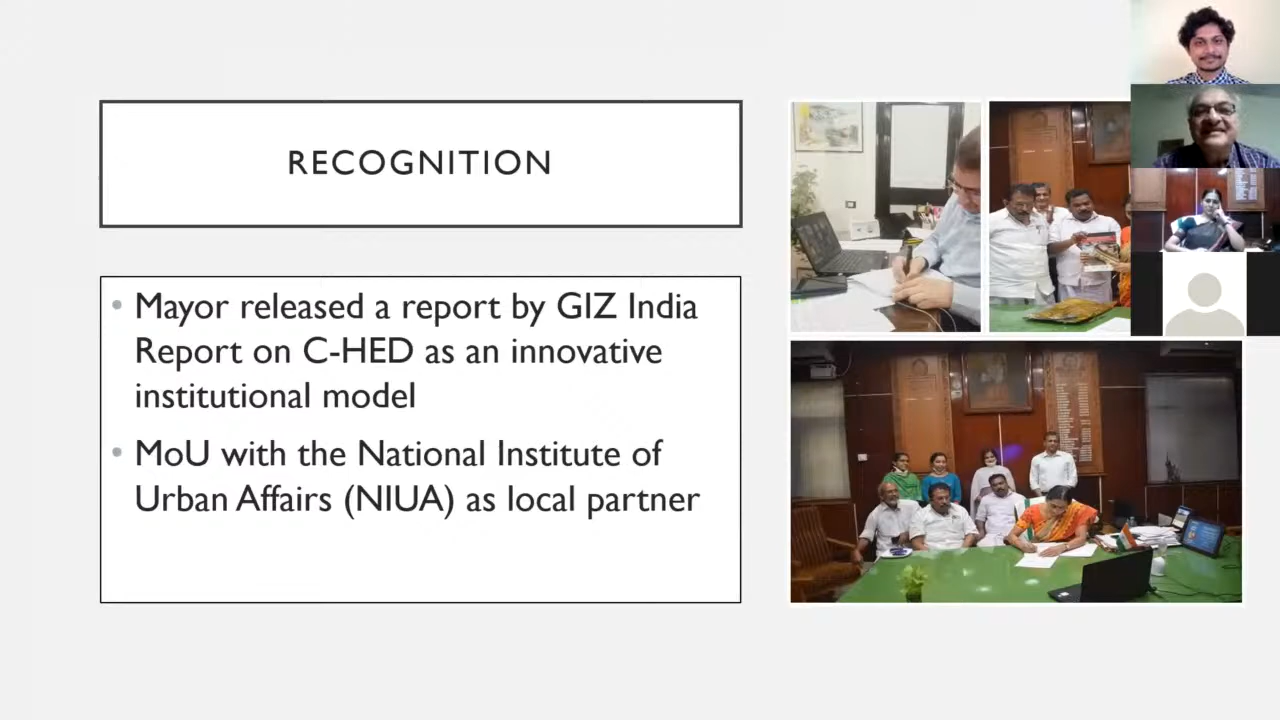 RECOGNITION
• Mayor released a report by GIZ India
Report on C-HED as an innovative
institutional model
• MoU with the National Institute of
Urban Affairs (NIUA) as local partner